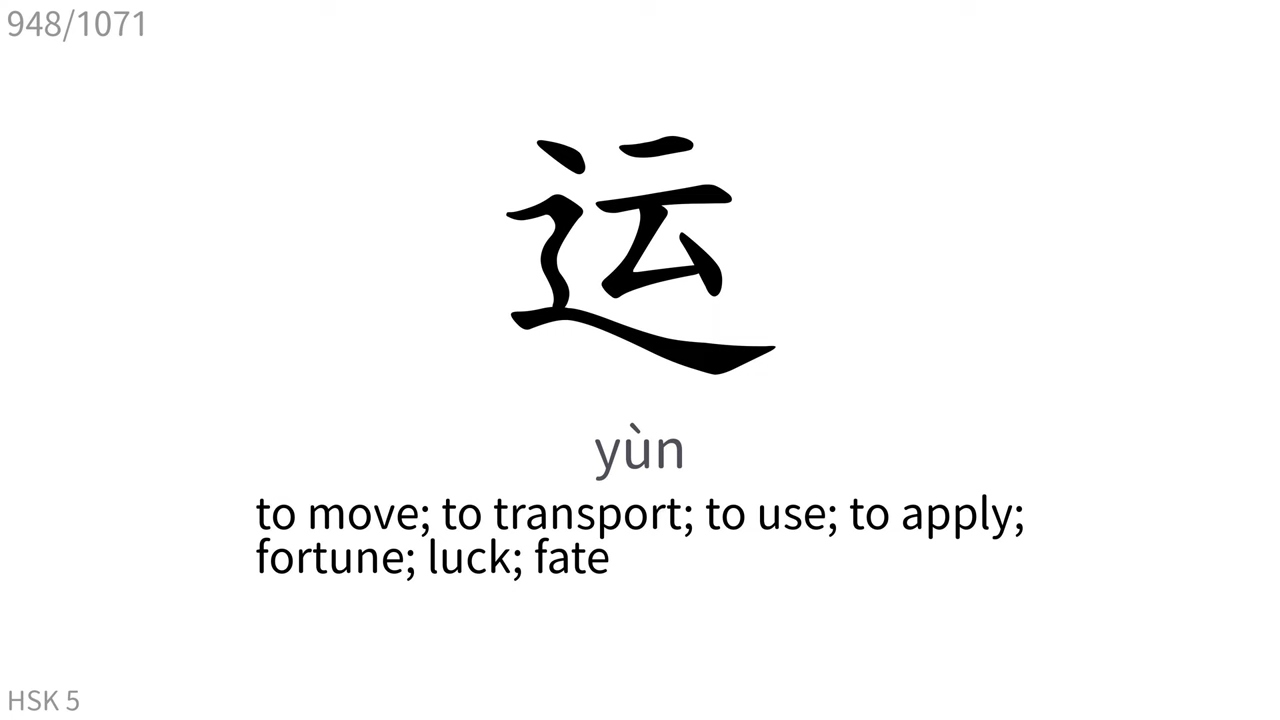 948/1071
运
yùn
to move; to transport; to use; to apply;
fortune; luck; fate
HSK 5